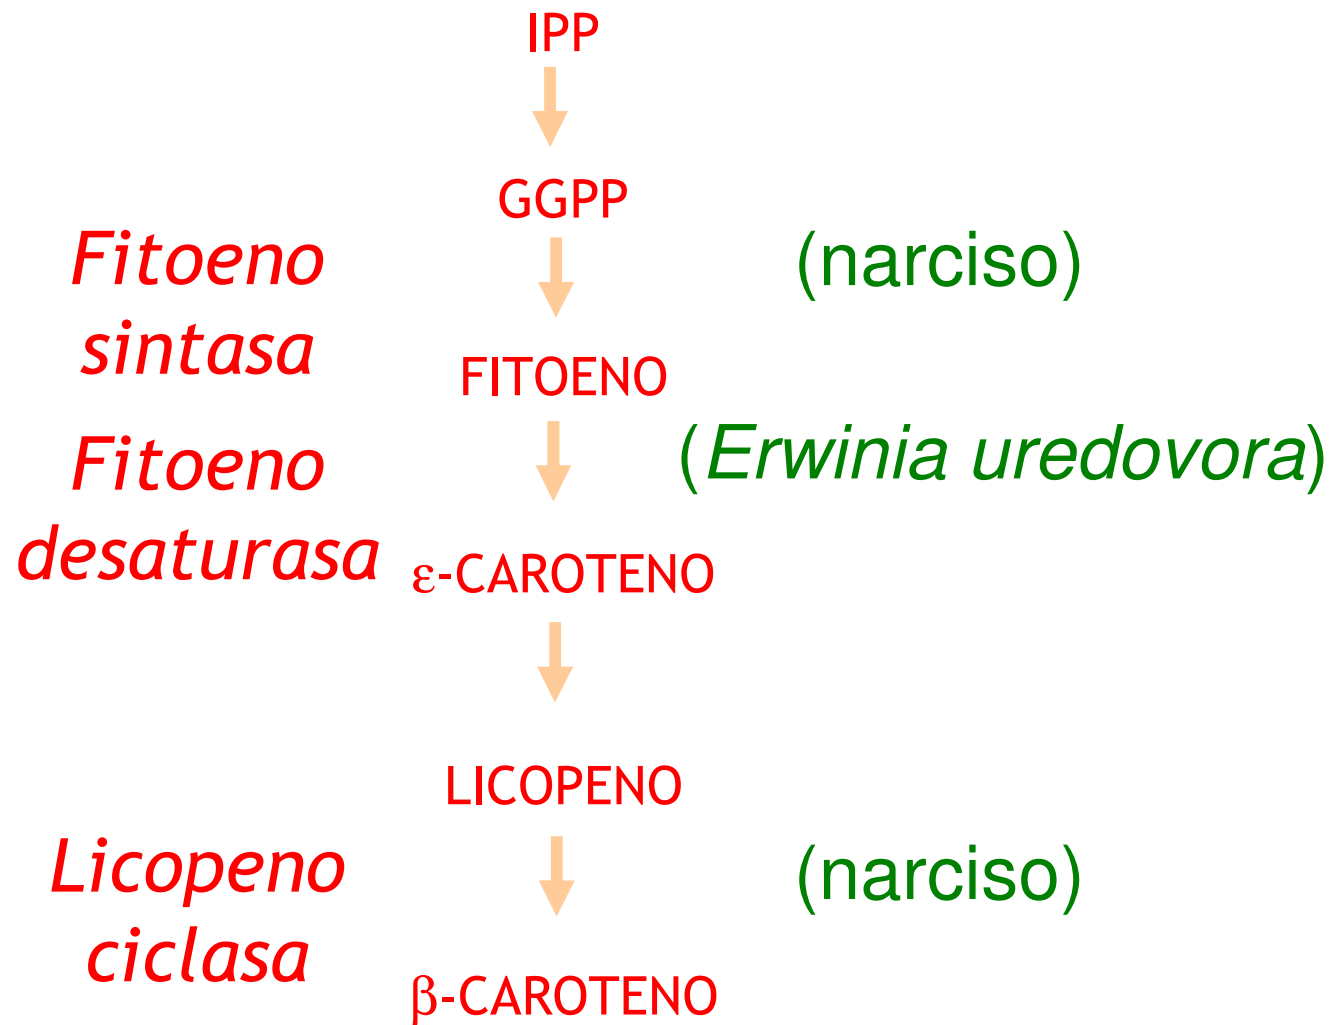 IPP
GGPP
Fitoeno
sintasa
(narciso)
FITOENO
Fitoeno
desaturasa
(Erwinia uredovora)
ε-CAROTENO
LICOPENO
Licopeno
ciclasa
(narciso)
β-CAROTENO